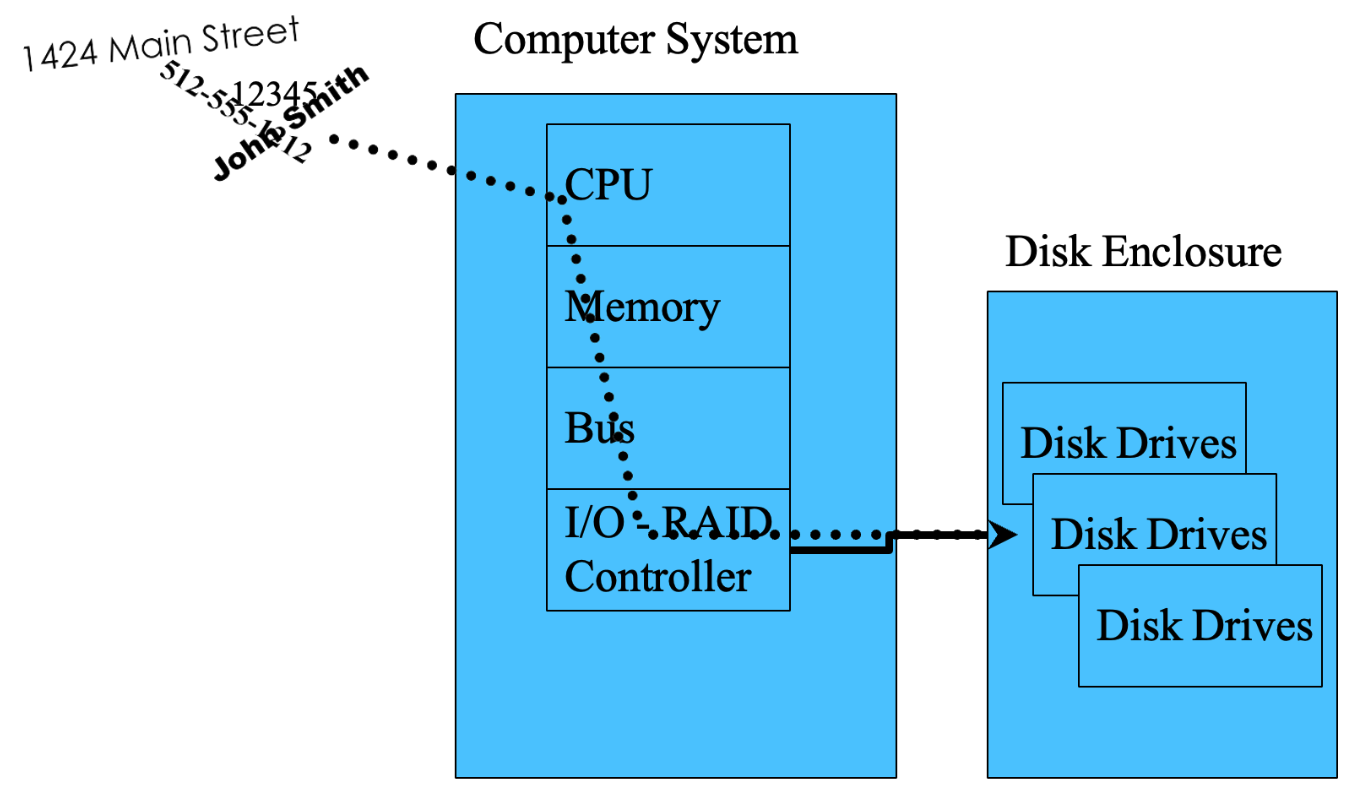 1424 Main Street
Computer System
512-555-1212
12345
John Smith
CPU
Memory
Bus
I/O - RAID
Controller
Disk Enclosure
Disk Drives
Disk Drives
Disk Drives